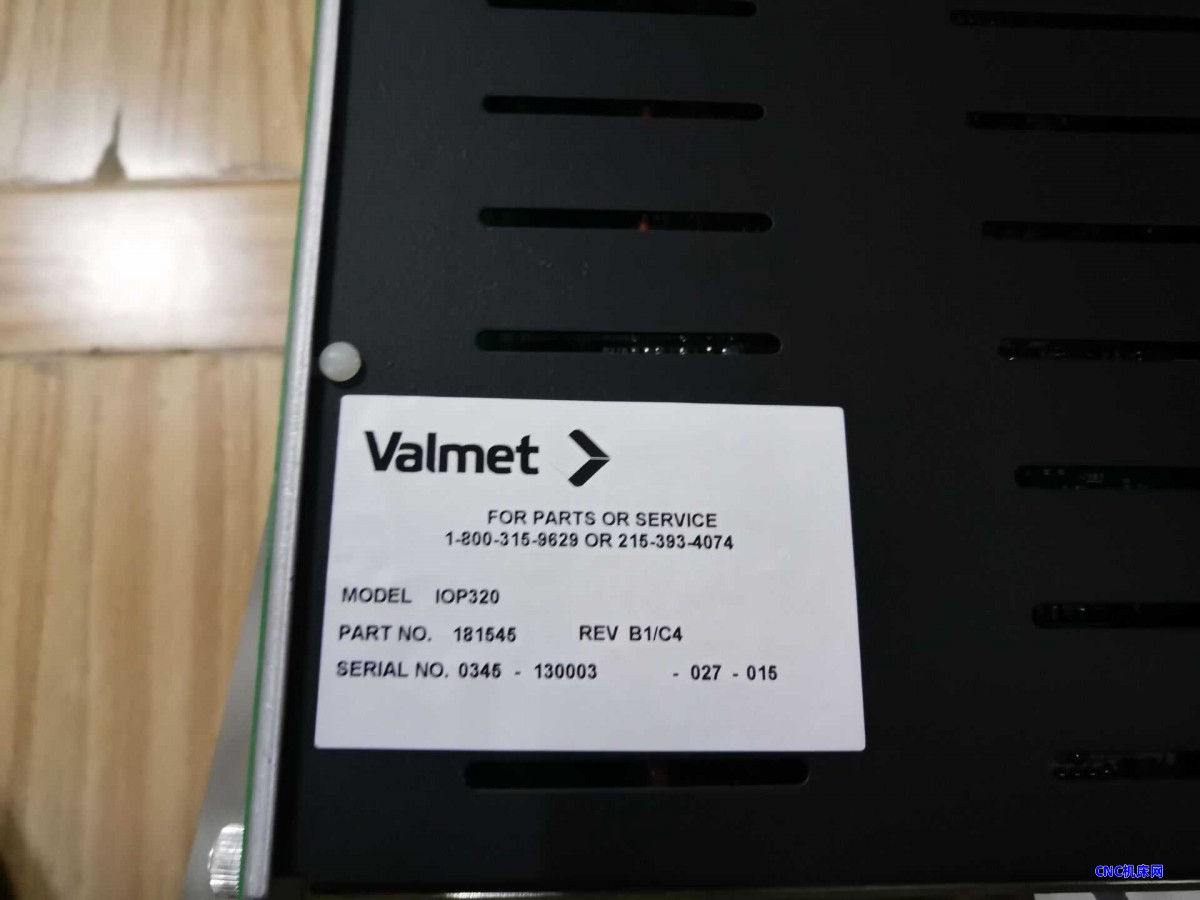 Valmet
FOR PARTS OR SERVICE
1-800-315-9629 OR 215-393-4074
MODEL IOP320
PART NO. 181545 REV B1/C4
SERIAL NO. 0345 - 130003 - 027 - 015
CNC机床网